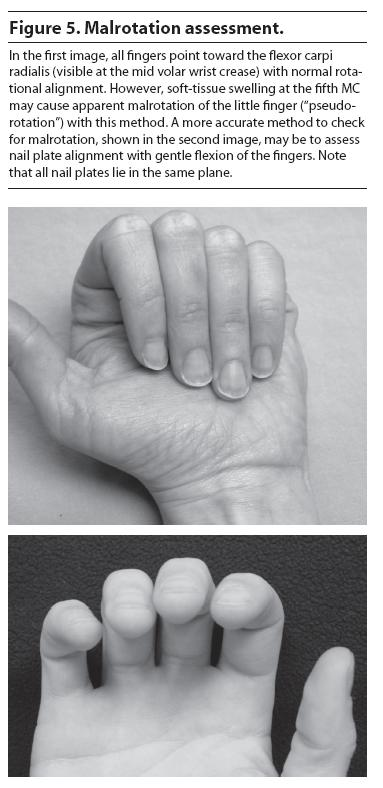 Figure 5. Malrotation assessment.
In the first image, all fingers point toward the flexor carpi
radialis (visible at the mid volar wrist crease) with normal rota-
tional alignment. However, soft-tissue swelling at the fifth MC
may cause apparent malrotation of the little finger (“pseudo-
rotation”) with this method. A more accurate method to check
for malrotation, shown in the second image, may be to assess
nail plate alignment with gentle flexion of the fingers. Note
that all nail plates lie in the same plane.